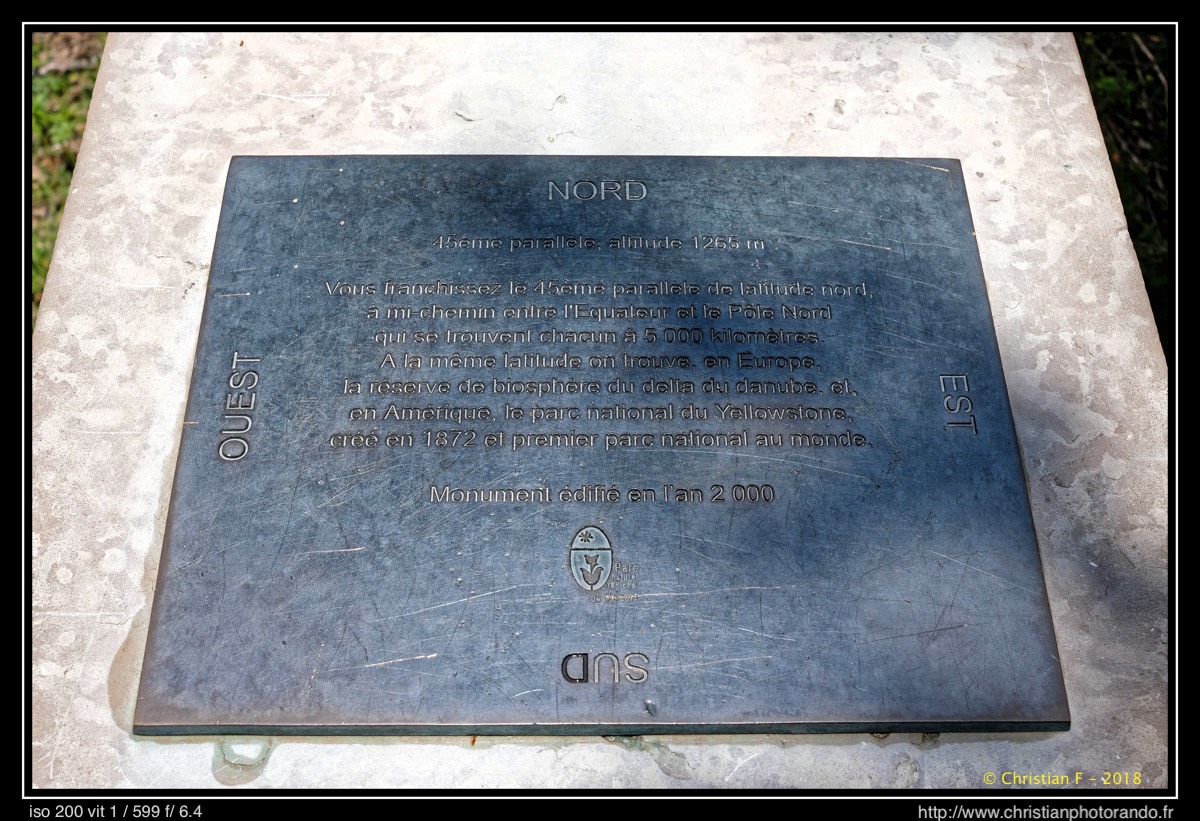 NORD
45ème parallèle, altitude 1265 m
Vous franchissez le 45ème parallèle de latitude nord,
à mi-chemin entre l'Equateur et le Pôle Nord
qui se trouvent chacun à 5 000 kilomètres.
A la même latitude on trouve, en Europe,
la réserve de biosphère du delta du danube, et,
en Amérique, le parc national du Yellowstone,
créé en 1872 et premier parc national au monde.
OUEST
EST
Monument édifié en l'an 2 000
Parc
SUD
© Christian F - 2018
iso 200 vit 1 / 599 f/ 6.4
http://www.christianphotorando.fr